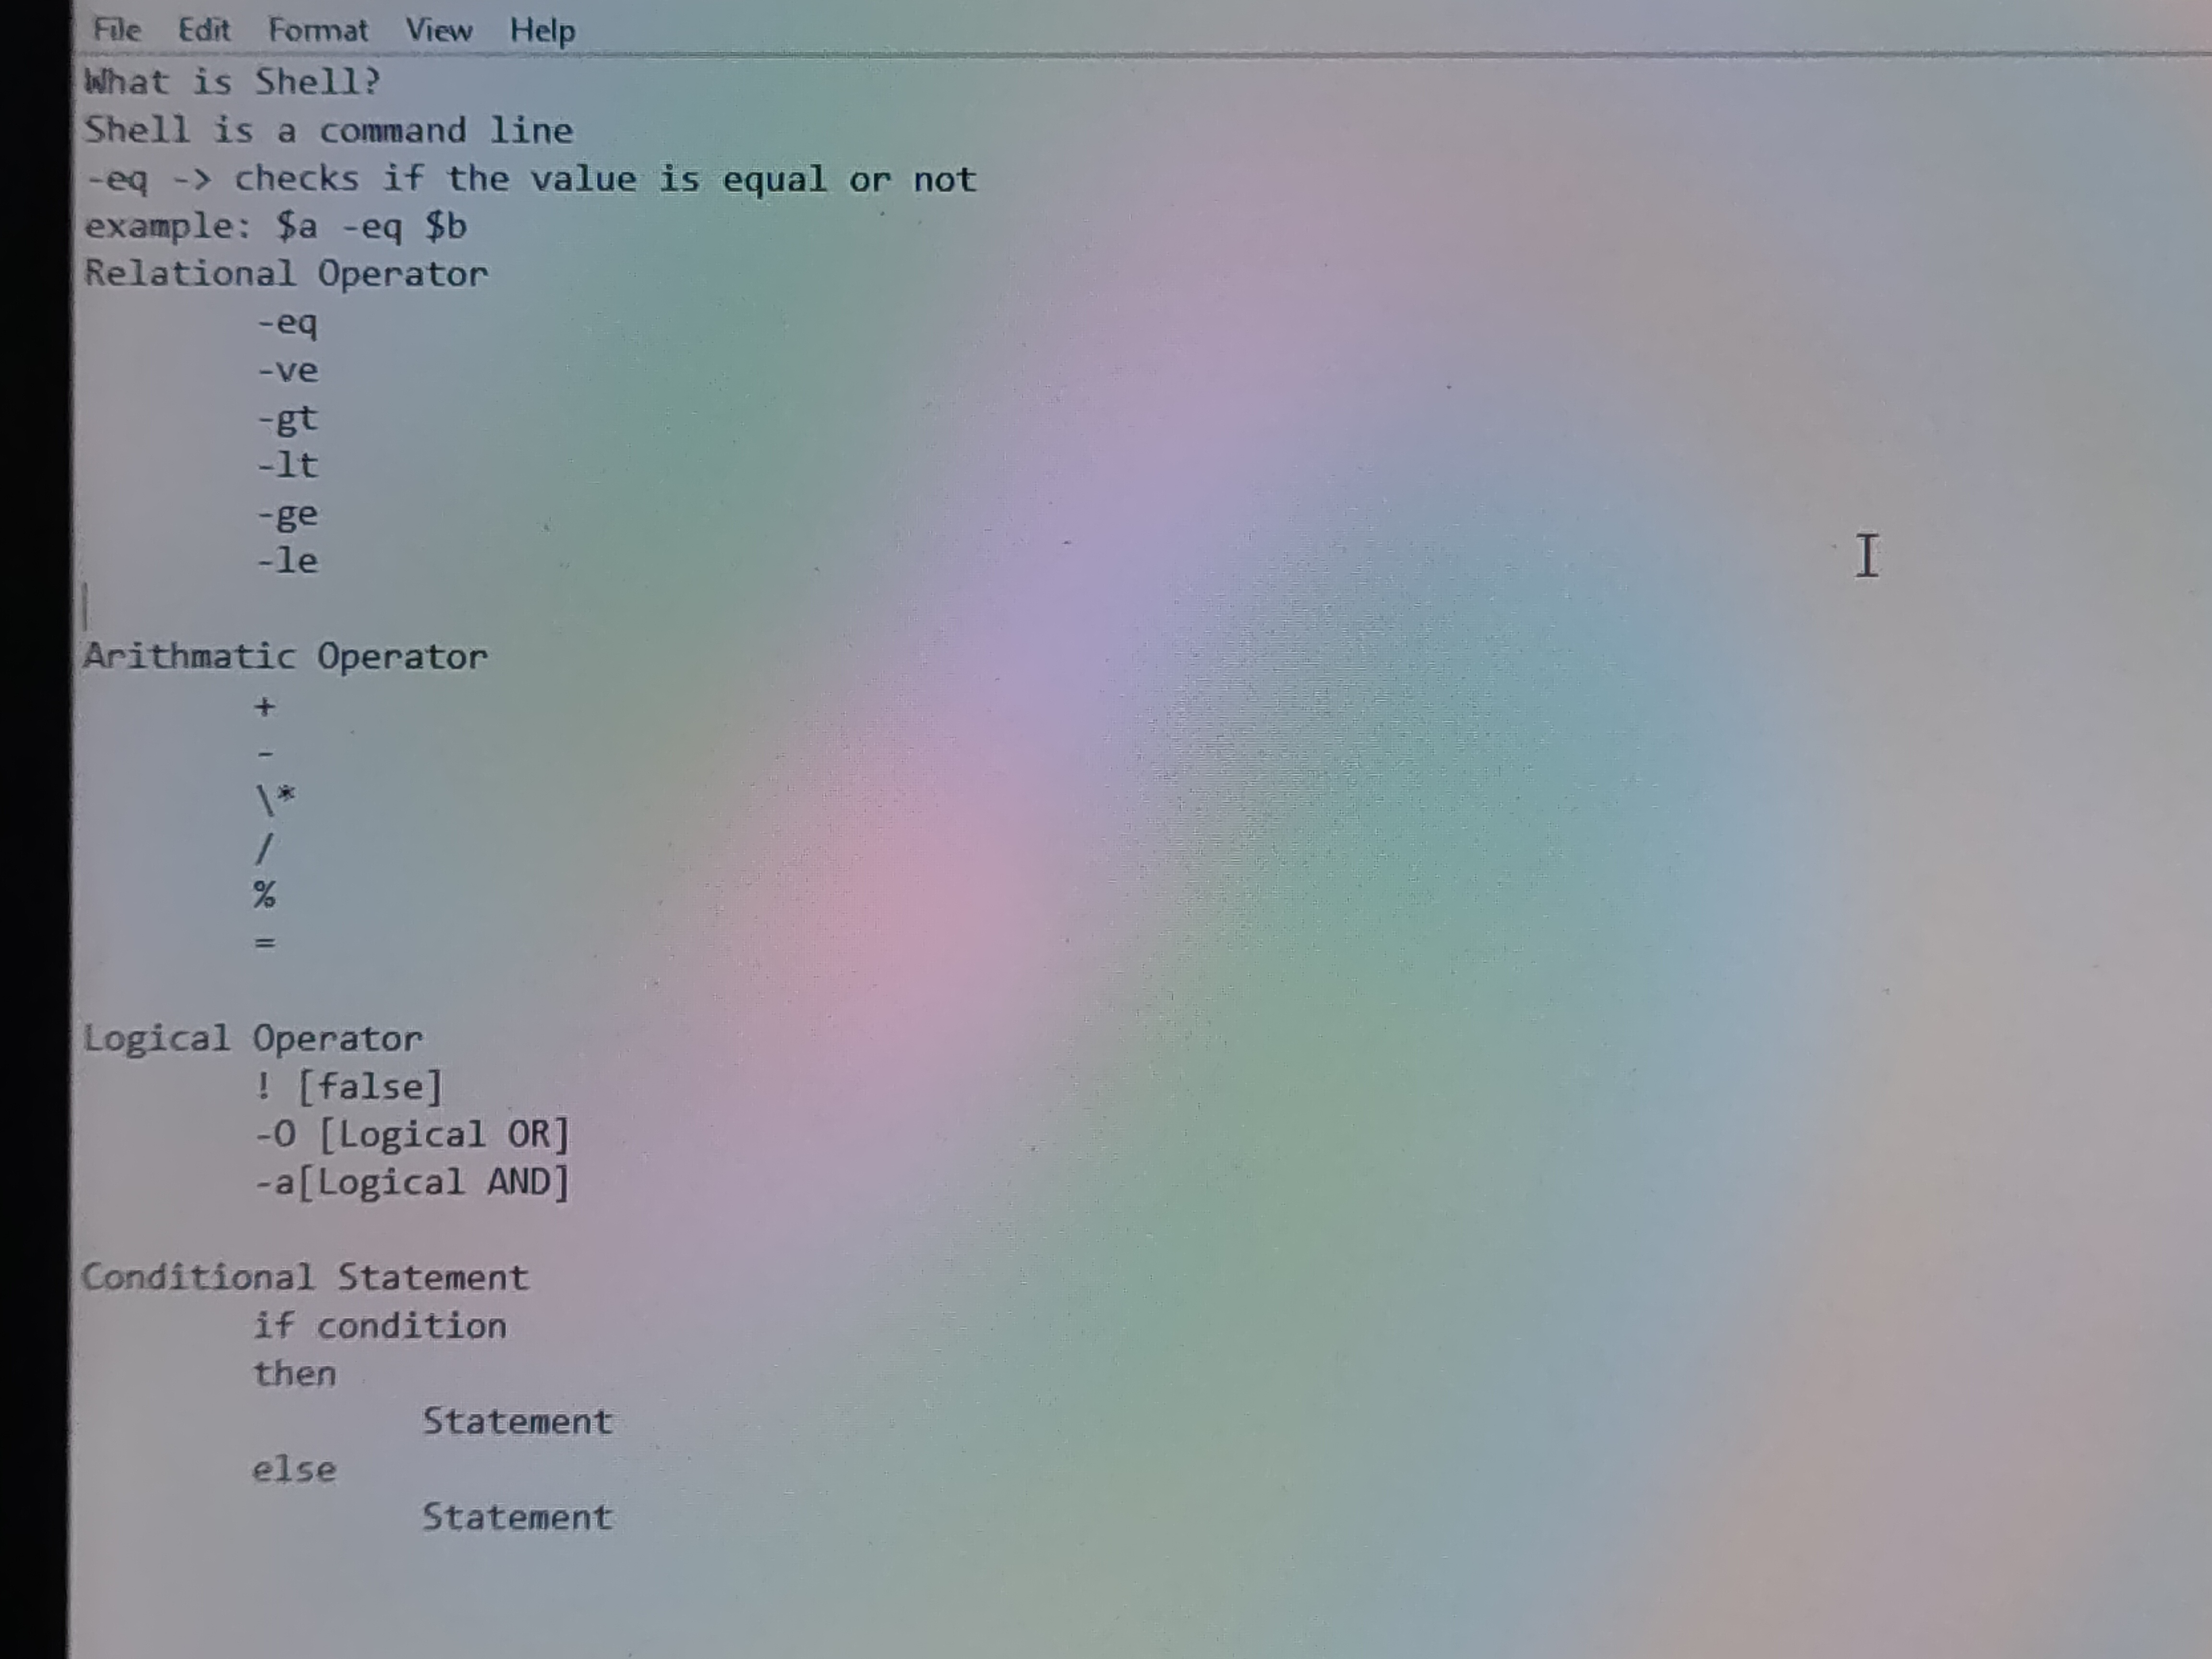 File Edit Format View Help
What is Shell?
Shell is a command line
-eq -> checks if the value is equal or not
example: $a -eq $b
Relational Operator
-eq
-ve
-gt
-lt
-ge
-le
Arithmatic Operator
+
-
\*
/
%
=
Logical Operator
! [false]
-O [Logical OR]
-a[Logical AND]
Conditional Statement
if condition
then
Statement
else
Statement